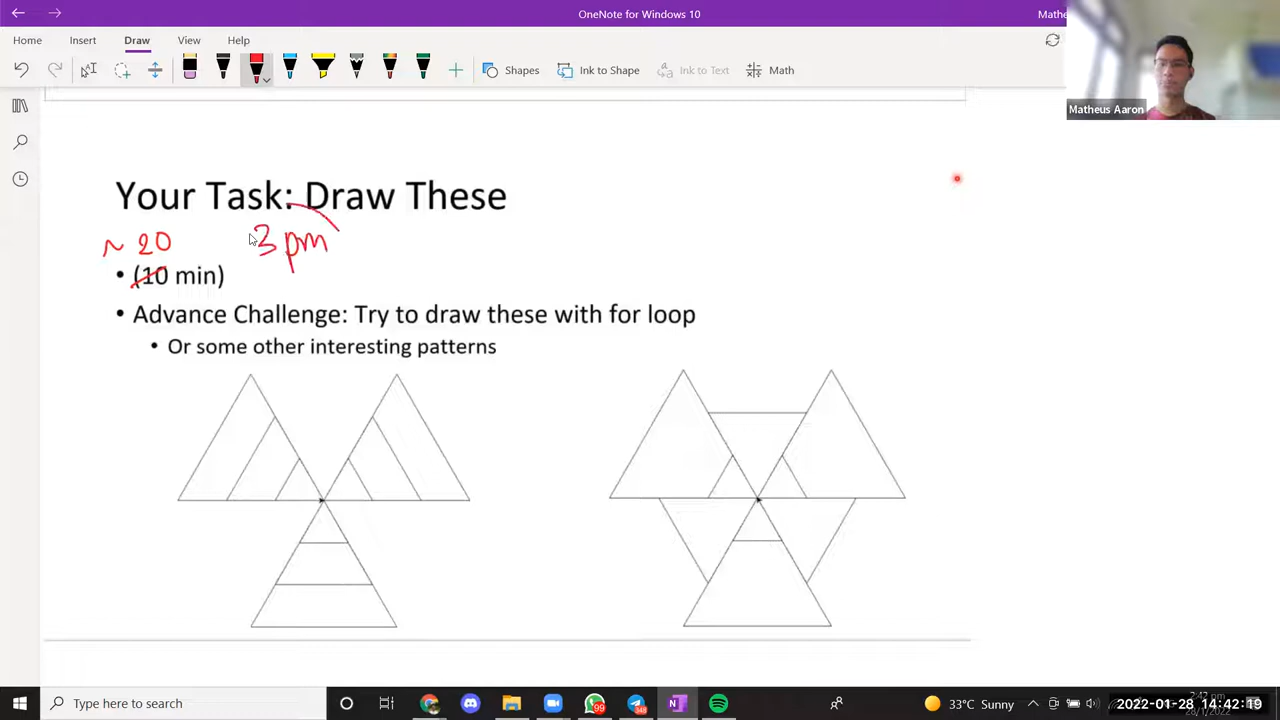 OneNote for Windows 10
Mathe
Home Insert Draw View Help
Shapes Ink to Shape Ink to Text Math
Matheus Aaron
Your Task: Draw These
~ 20 3 pm
• (10 min)
• Advance Challenge: Try to draw these with for loop
• Or some other interesting patterns
Type here to search
99
33°C Sunny
2022-01-28 14:42:19